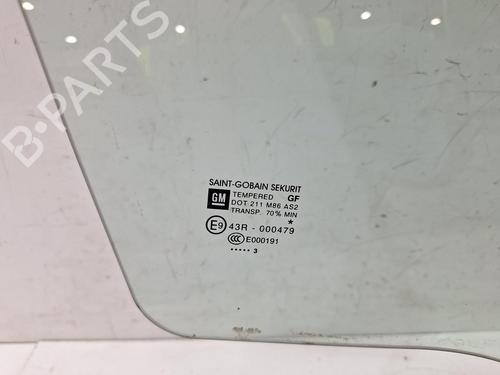 B-PARTS
SAINT-GOBAIN SEKURIT
GM TEMPERED GF
DOT 211 M86 AS2
TRANSP. 70% MIN
E9 43R - 000479
CCC E000191
..... 3